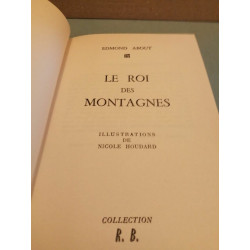 EDMOND ABOUT
LE ROI
DES
MONTAGNES
ILLUSTRATIONS
DE
NICOLE HOUDARD
COLLECTION
R. B.